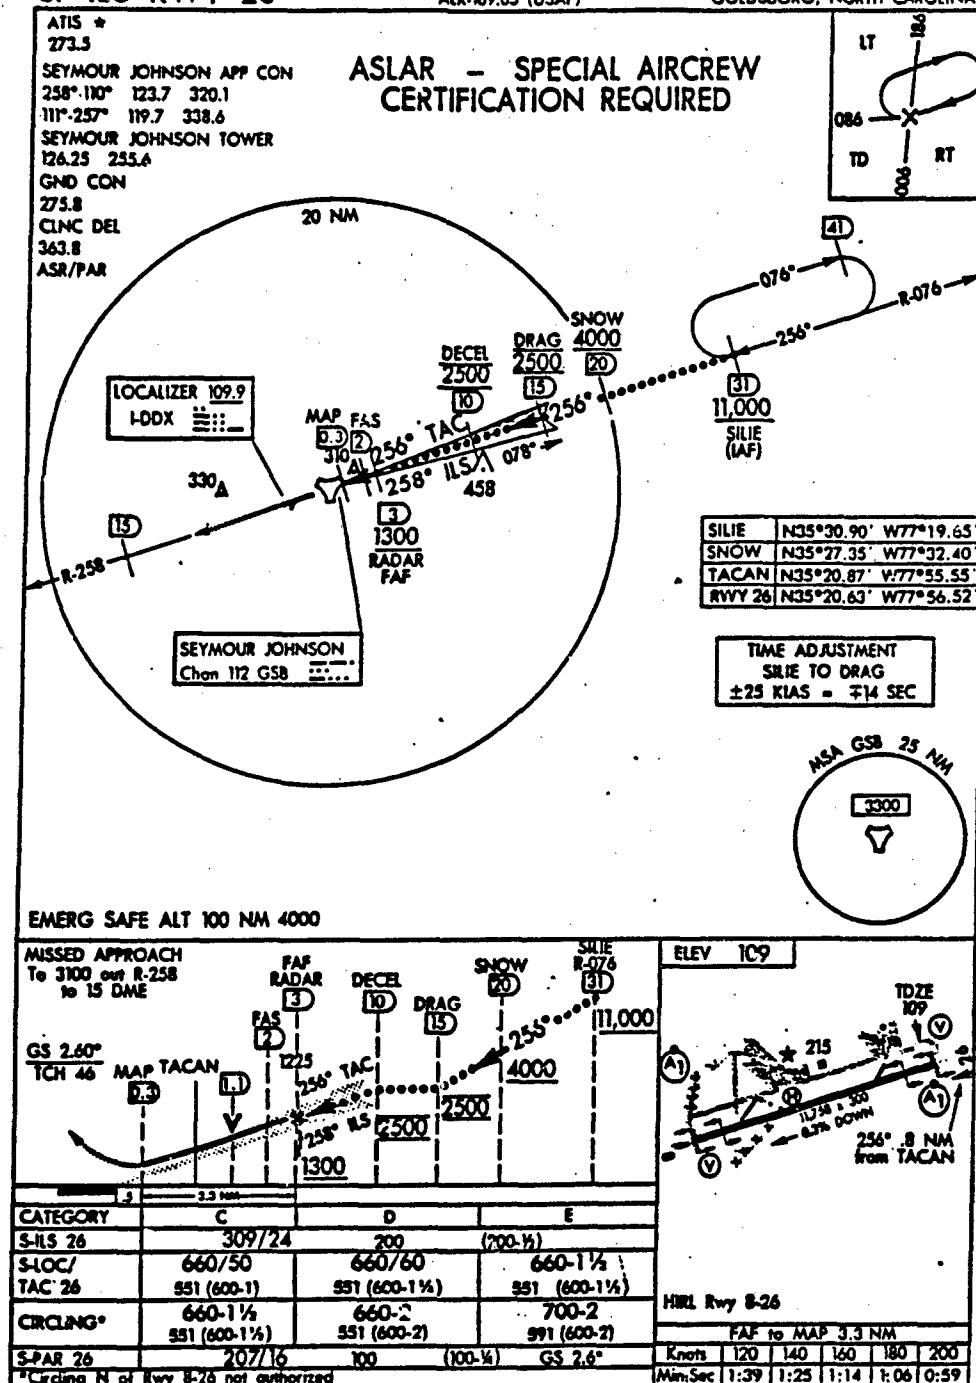 GOLDSBORO, NORTH CAROLINA
ATIS *
273.5
SEYMOUR JOHNSON APP CON
258°-110° 123.7 320.1
111°-257° 119.7 338.6
SEYMOUR JOHNSON TOWER
126.25 255.6
GND CON
275.8
CLNC DEL
363.8
ASR/PAR
ASLAR – SPECIAL AIRCREW
CERTIFICATION REQUIRED
LT
186
086
TD
RT
006
20 NM
41
076°
R-076
256°
SNOW
4000
20
DRAG
2500
15
DECEL
2500
10
31
11,000
SILIE
(IAF)
LOCALIZER 109.9
I-DDX
MAP
0.3
FAS
2
310
256° TAC
256°
258° ILS
078°
458
330
3
1300
RADAR
FAF
15
R-258
SEYMOUR JOHNSON
Chan 112 GSB
SILIE N35°30.90' W77°19.65'
SNOW N35°27.35' W77°32.40'
TACAN N35°20.87' W77°55.55'
RWY 26 N35°20.63' W77°56.52'
TIME ADJUSTMENT
SILIE TO DRAG
±25 KIAS = ∓14 SEC
MSA GSB 25 NM
3300
EMERG SAFE ALT 100 NM 4000
MISSED APPROACH
To 3100 out R-258
to 15 DME
GS 2.60°
TCH 46
MAP
0.3
TACAN
1.1
FAS
2
FAF
RADAR
3
1225
DECEL
10
DRAG
15
SNOW
20
SILIE
R-076
31
11,000
256°
4000
2500
2500
256° TAC
258° ILS
1300
.5
3.3 NM
ELEV 109
TDZE
109
V
A1
215
H
26
11,758 x 300
0.3% DOWN
A1
V
256° .8 NM
from TACAN
HIRL Rwy 8-26
CATEGORY C D E
S-ILS 26 309/24 200 (200-½)
S-LOC/
TAC 26 660/50 660/60 660-1½
551 (600-1) 551 (600-1¼) 551 (600-1½)
CIRCLING* 660-1½ 660-2 700-2
551 (600-1½) 551 (600-2) 591 (600-2)
S-PAR 26 207/16 100 (100-¼) GS 2.6°
*Circling N of Rwy 8-26 not authorized
FAF to MAP 3.3 NM
Knots 120 140 160 180 200
Min:Sec 1:39 1:25 1:14 1:06 0:59